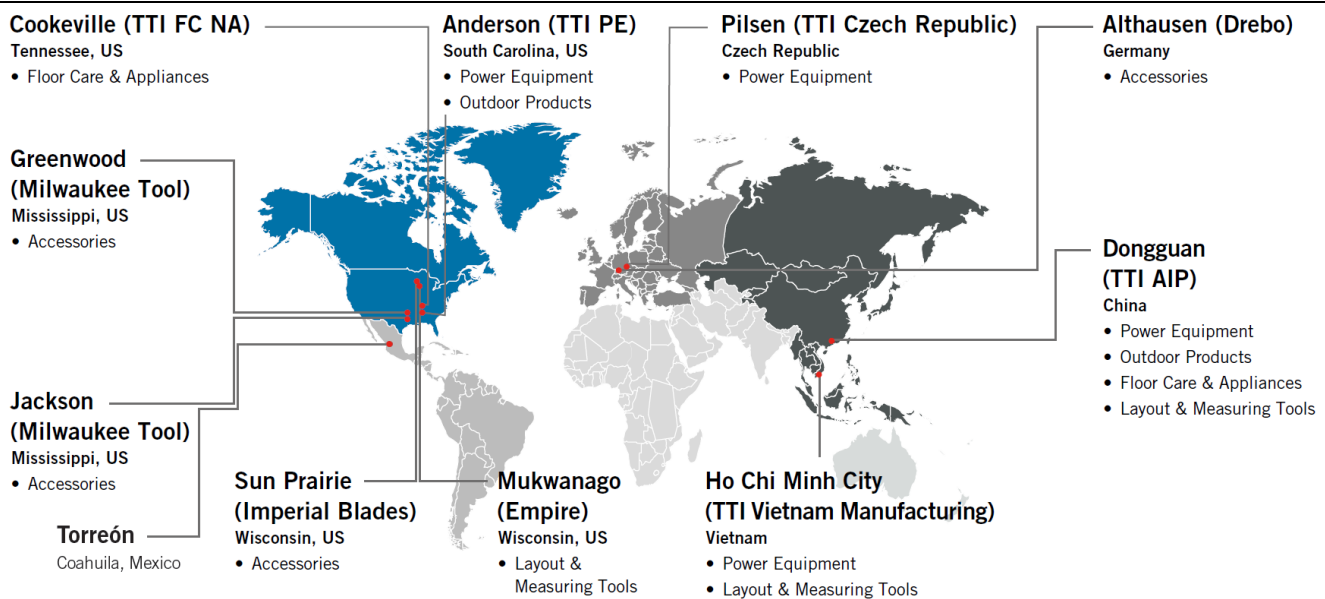 Cookeville (TTI FC NA)
Tennessee, US
• Floor Care & Appliances
Anderson (TTI PE)
South Carolina, US
• Power Equipment
• Outdoor Products
Pilsen (TTI Czech Republic)
Czech Republic
• Power Equipment
Althausen (Drebo)
Germany
• Accessories
Greenwood
(Milwaukee Tool)
Mississippi, US
• Accessories
Dongguan
(TTI AIP)
China
• Power Equipment
• Outdoor Products
• Floor Care & Appliances
• Layout & Measuring Tools
Jackson
(Milwaukee Tool)
Mississippi, US
• Accessories
Torreón
Coahuila, Mexico
Sun Prairie
(Imperial Blades)
Wisconsin, US
• Accessories
Mukwanago
(Empire)
Wisconsin, US
• Layout &
Measuring Tools
Ho Chi Minh City
(TTI Vietnam Manufacturing)
Vietnam
• Power Equipment
• Layout & Measuring Tools